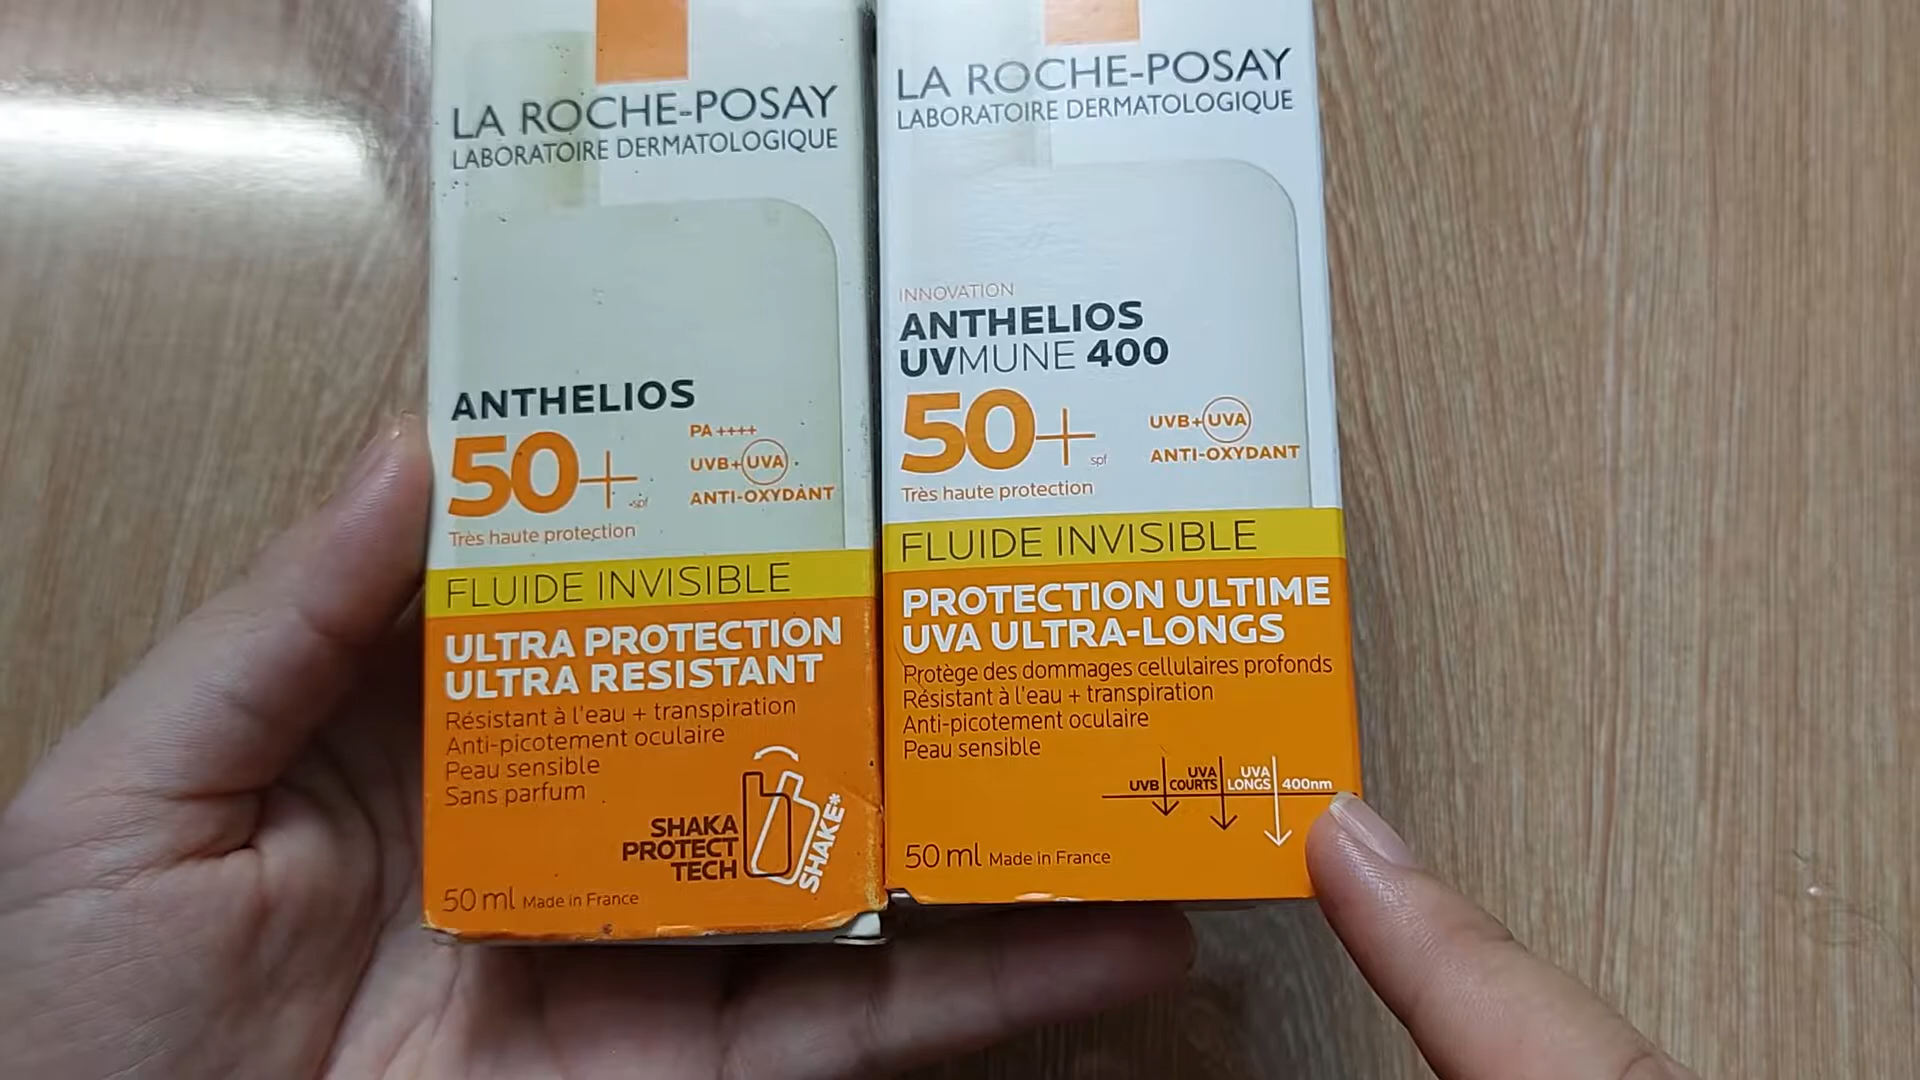 LA ROCHE-POSAY
LABORATOIRE DERMATOLOGIQUE
ANTHELIOS
50+ spf
PA ++++
UVB+UVA
ANTI-OXYDANT
Très haute protection
FLUIDE INVISIBLE
ULTRA PROTECTION
ULTRA RESISTANT
Résistant à l'eau + transpiration
Anti-picotement oculaire
Peau sensible
Sans parfum
SHAKA
PROTECT
TECH
SHAKE*
50 ml Made in France
LA ROCHE-POSAY
LABORATOIRE DERMATOLOGIQUE
INNOVATION
ANTHELIOS
UVMUNE 400
50+ spf
UVB+UVA
ANTI-OXYDANT
Très haute protection
FLUIDE INVISIBLE
PROTECTION ULTIME
UVA ULTRA-LONGS
Protège des dommages cellulaires profonds
Résistant à l'eau + transpiration
Anti-picotement oculaire
Peau sensible
UVB
UVA COURTS
UVA LONGS
400nm
50 ml Made in France